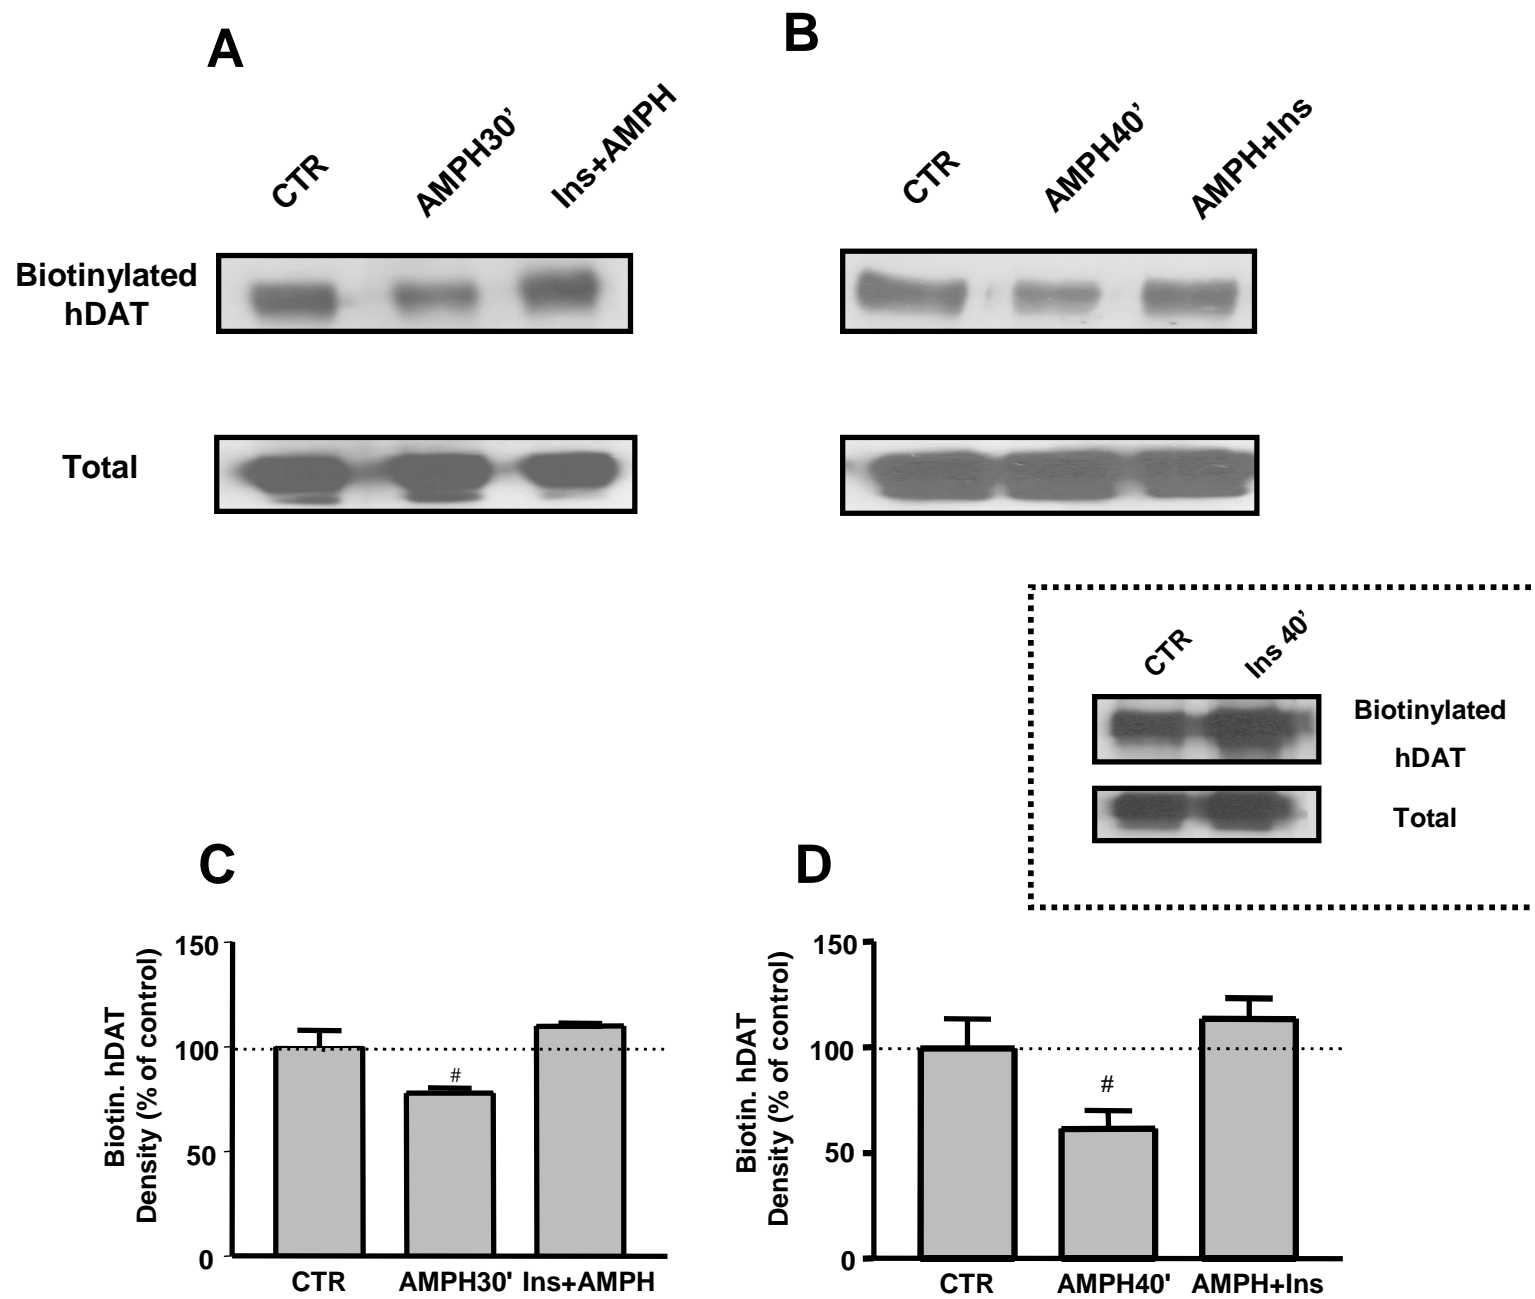 A
B
CTR
AMPH30’
Ins+AMPH
CTR
AMPH40’
AMPH+Ins
Biotinylated
hDAT
Total
CTR
Ins 40’
Biotinylated
hDAT
Total
C
D
Biotin. hDAT
Density (% of control)
150
100
50
0
#
CTR
AMPH30'
Ins+AMPH
Biotin. hDAT
Density (% of control)
150
100
50
0
#
CTR
AMPH40'
AMPH+Ins